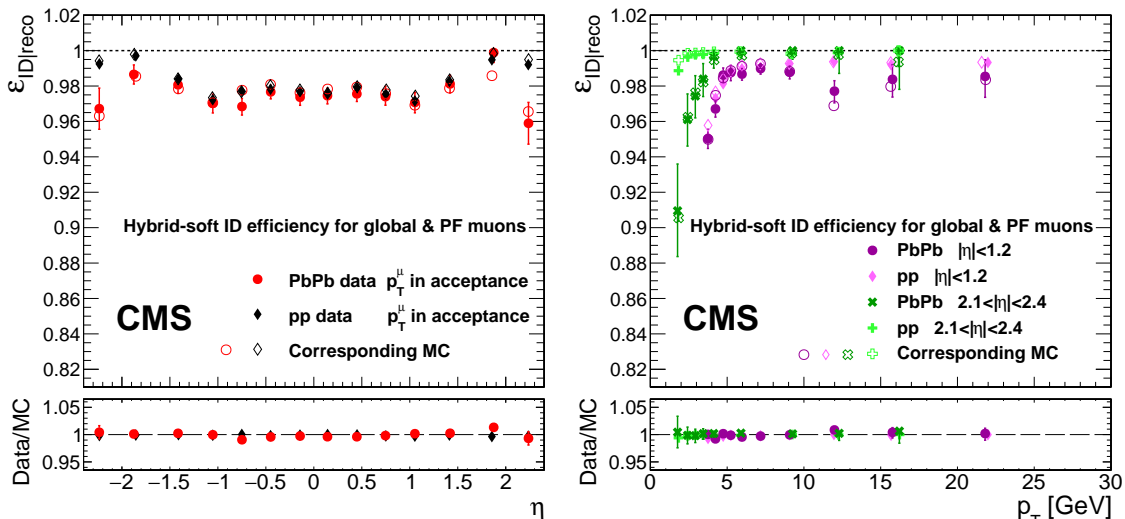 1.02
1
0.98
0.96
0.94
0.92
0.9
0.88
0.86
0.84
0.82
ε_ID|reco
Hybrid-soft ID efficiency for global & PF muons
PbPb data p_T^μ in acceptance
pp data p_T^μ in acceptance
Corresponding MC
CMS
1.05
1
0.95
Data/MC
−2 −1.5 −1 −0.5 0 0.5 1 1.5 2
η
1.02
1
0.98
0.96
0.94
0.92
0.9
0.88
0.86
0.84
0.82
ε_ID|reco
Hybrid-soft ID efficiency for global & PF muons
PbPb |η|<1.2
pp |η|<1.2
PbPb 2.1<|η|<2.4
pp 2.1<|η|<2.4
Corresponding MC
CMS
1.05
1
0.95
Data/MC
0 5 10 15 20 25 30
p_T [GeV]